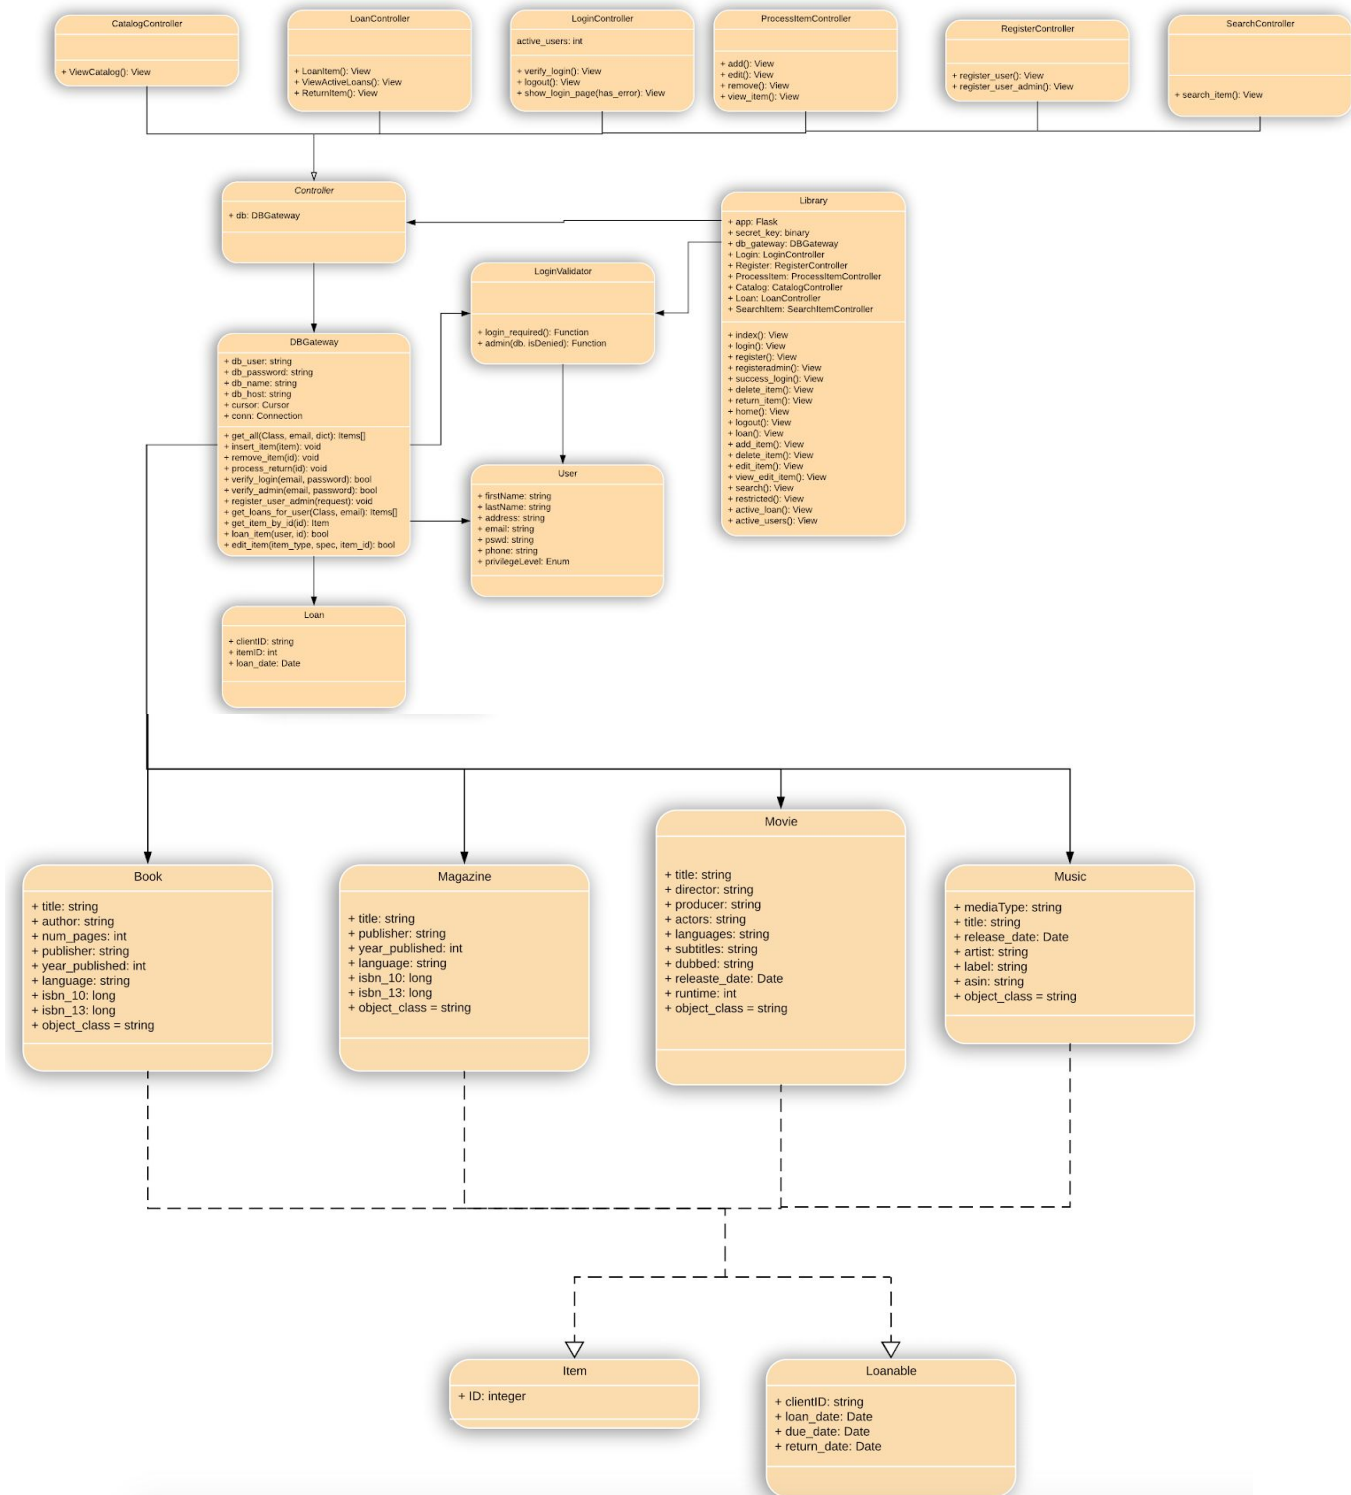 CatalogController
+ ViewCatalog(): View
LoanController
+ LoanItem(): View
+ ViewActiveLoans(): View
+ ReturnItem(): View
LoginController
active_users: int
+ verify_login(): View
+ logout(): View
+ show_login_page(has_error): View
ProcessItemController
+ add(): View
+ edit(): View
+ remove(): View
+ view_item(): View
RegisterController
+ register_user(): View
+ register_user_admin(): View
SearchController
+ search_item(): View
Controller
+ db: DBGateway
Library
+ app: Flask
+ secret_key: binary
+ db_gateway: DBGateway
+ Login: LoginController
+ Register: RegisterController
+ ProcessItem: ProcessItemController
+ Catalog: CatalogController
+ Loan: LoanController
+ SearchItem: SearchItemController
+ index(): View
+ login(): View
+ register(): View
+ registeradmin(): View
+ success_login(): View
+ delete_item(): View
+ return_item(): View
+ home(): View
+ logout(): View
+ loan(): View
+ add_item(): View
+ delete_item(): View
+ edit_item(): View
+ view_edit_item(): View
+ search(): View
+ restricted(): View
+ active_loan(): View
+ active_users(): View
LoginValidator
+ login_required(): Function
+ admin(db. isDenied): Function
DBGateway
+ db_user: string
+ db_password: string
+ db_name: string
+ db_host: string
+ cursor: Cursor
+ conn: Connection
+ get_all(Class, email, dict): Items[]
+ insert_item(item): void
+ remove_item(id): void
+ process_return(id): void
+ verify_login(email, password): bool
+ verify_admin(email, password): bool
+ register_user_admin(request): void
+ get_loans_for_user(Class, email): Items[]
+ get_item_by_id(id): Item
+ loan_item(user, id): bool
+ edit_item(item_type, spec, item_id): bool
User
+ firstName: string
+ lastName: string
+ address: string
+ email: string
+ pswd: string
+ phone: string
+ privilegeLevel: Enum
Loan
+ clientID: string
+ itemID: int
+ loan_date: Date
Book
+ title: string
+ author: string
+ num_pages: int
+ publisher: string
+ year_published: int
+ language: string
+ isbn_10: long
+ isbn_13: long
+ object_class = string
Magazine
+ title: string
+ publisher: string
+ year_published: int
+ language: string
+ isbn_10: long
+ isbn_13: long
+ object_class = string
Movie
+ title: string
+ director: string
+ producer: string
+ actors: string
+ languages: string
+ subtitles: string
+ dubbed: string
+ releaste_date: Date
+ runtime: int
+ object_class = string
Music
+ mediaType: string
+ title: string
+ release_date: Date
+ artist: string
+ label: string
+ asin: string
+ object_class = string
Item
+ ID: integer
Loanable
+ clientID: string
+ loan_date: Date
+ due_date: Date
+ return_date: Date